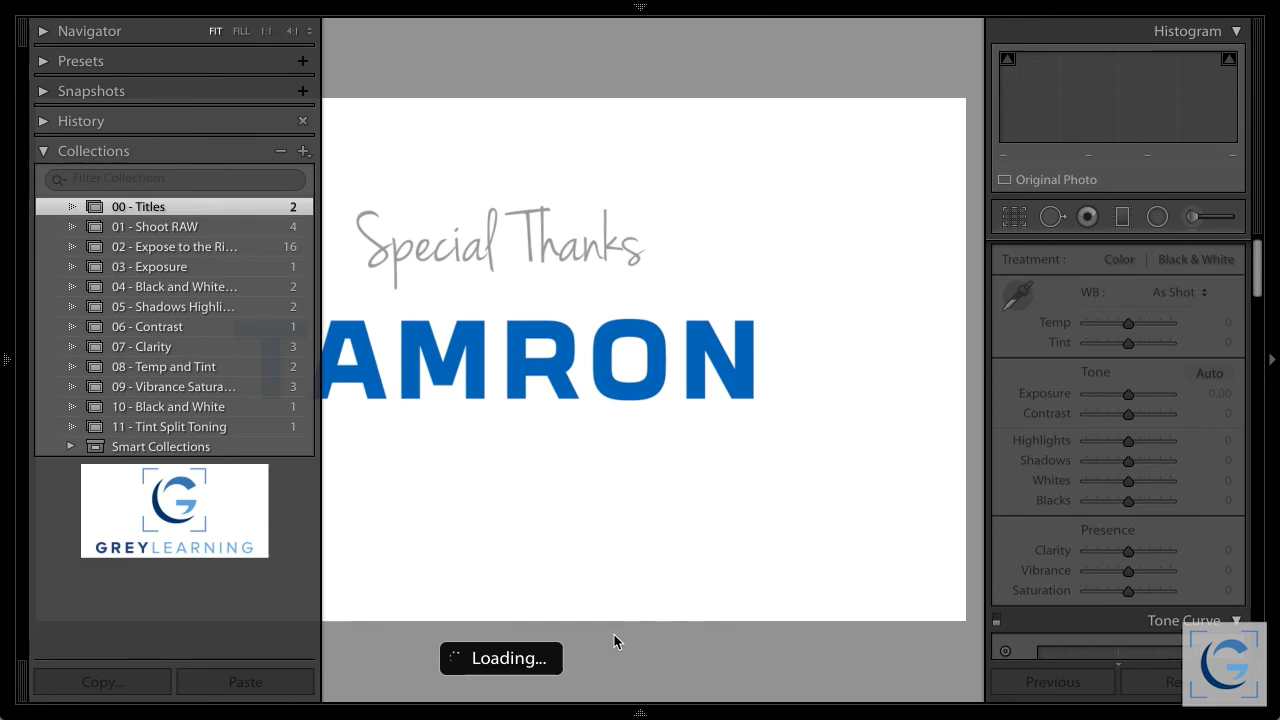 Navigator FIT FILL 1:1 4:1
Presets
Snapshots
History
Collections
Filter Collections
00 - Titles 2
01 - Shoot RAW 4
02 - Expose to the Ri... 16
03 - Exposure 1
04 - Black and White... 2
05 - Shadows Highli... 2
06 - Contrast 1
07 - Clarity 3
08 - Temp and Tint 2
09 - Vibrance Satura... 3
10 - Black and White 1
11 - Tint Split Toning 1
Smart Collections
GREYLEARNING
Copy... Paste
Special Thanks
TAMRON
Loading...
Histogram
Original Photo
Treatment : Color | Black & White
WB : As Shot
Temp 0
Tint 0
Tone Auto
Exposure 0.00
Contrast 0
Highlights 0
Shadows 0
Whites 0
Blacks 0
Presence
Clarity 0
Vibrance 0
Saturation 0
Tone Curve
Previous